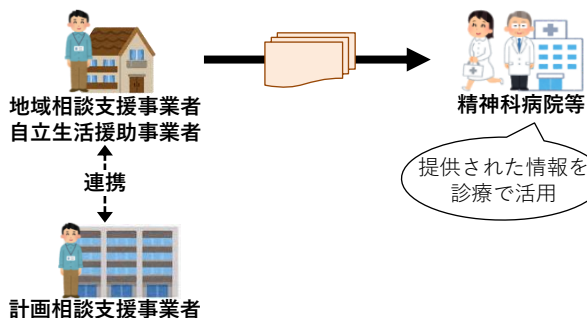 地域相談支援事業者
自立生活援助事業者
精神科病院等
提供された情報を
診療で活用
連携
計画相談支援事業者